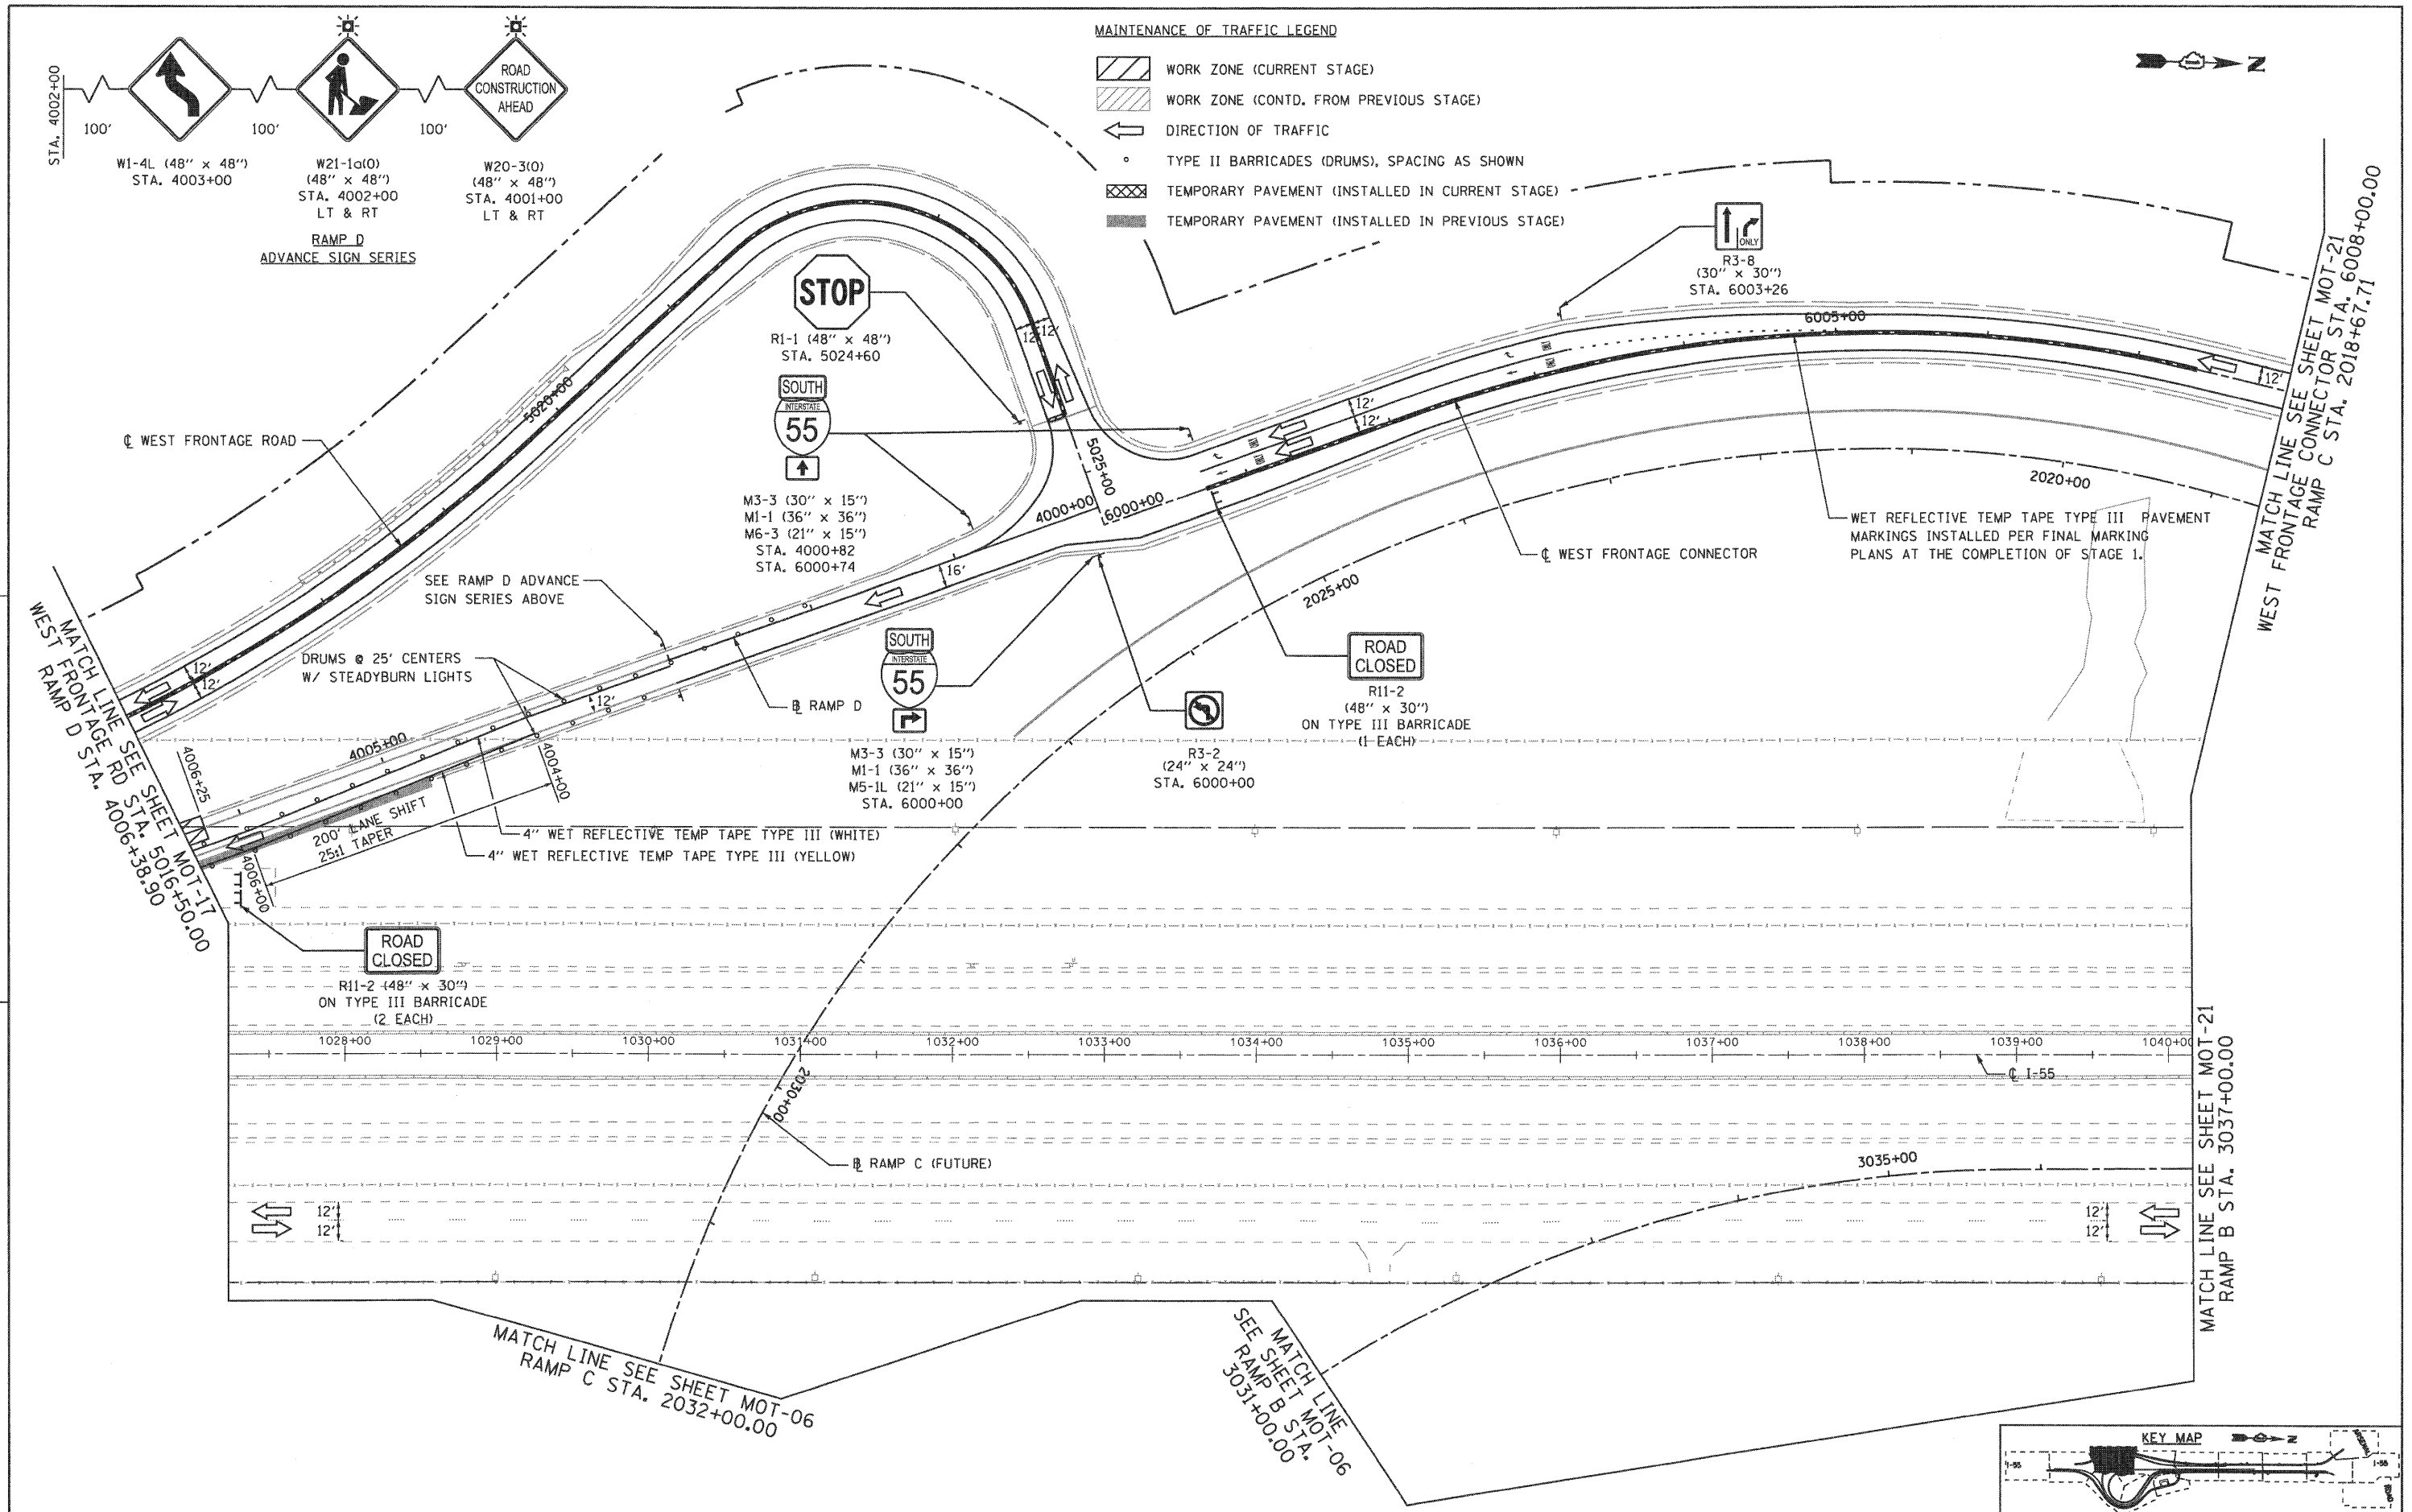 STA. 4002+00
100'
W1-4L (48" x 48")
STA. 4003+00
100'
W21-1a(O)
(48" x 48")
STA. 4002+00
LT & RT
100'
ROAD
CONSTRUCTION
AHEAD
W20-3(O)
(48" x 48")
STA. 4001+00
LT & RT
RAMP D
ADVANCE SIGN SERIES
MAINTENANCE OF TRAFFIC LEGEND
WORK ZONE (CURRENT STAGE)
WORK ZONE (CONTD. FROM PREVIOUS STAGE)
DIRECTION OF TRAFFIC
TYPE II BARRICADES (DRUMS), SPACING AS SHOWN
TEMPORARY PAVEMENT (INSTALLED IN CURRENT STAGE)
TEMPORARY PAVEMENT (INSTALLED IN PREVIOUS STAGE)
N
ONLY
R3-8
(30" x 30")
STA. 6003+26
MATCH LINE SEE SHEET MOT-21
WEST FRONTAGE CONNECTOR STA. 6008+00.00
RAMP C STA. 2018+67.71
STOP
R1-1 (48" x 48")
STA. 5024+60
SOUTH
INTERSTATE
55
M3-3 (30" x 15")
M1-1 (36" x 36")
M6-3 (21" x 15")
STA. 4000+82
STA. 6000+74
12'
12'
5020+00
5025+00
4000+00
6000+00
6005+00
12'
12'
12'
2020+00
2025+00
℄ WEST FRONTAGE ROAD
SEE RAMP D ADVANCE
SIGN SERIES ABOVE
16'
WET REFLECTIVE TEMP TAPE TYPE III PAVEMENT
MARKINGS INSTALLED PER FINAL MARKING
PLANS AT THE COMPLETION OF STAGE 1.
℄ WEST FRONTAGE CONNECTOR
DRUMS @ 25' CENTERS
W/ STEADYBURN LIGHTS
12'
12'
12'
BL RAMP D
SOUTH
INTERSTATE
55
M3-3 (30" x 15")
M1-1 (36" x 36")
M5-1L (21" x 15")
STA. 6000+00
R3-2
(24" x 24")
STA. 6000+00
ROAD
CLOSED
R11-2
(48" x 30")
ON TYPE III BARRICADE
(1 EACH)
MATCH LINE SEE SHEET MOT-17
WEST FRONTAGE RD STA. 5016+50.00
RAMP D STA. 4006+38.90
4006+25
4005+00
4004+00
4006+00
200' LANE SHIFT
25:1 TAPER
4" WET REFLECTIVE TEMP TAPE TYPE III (WHITE)
4" WET REFLECTIVE TEMP TAPE TYPE III (YELLOW)
ROAD
CLOSED
R11-2 (48" x 30")
ON TYPE III BARRICADE
(2 EACH)
1028+00 1029+00 1030+00 1031+00 1032+00 1033+00 1034+00 1035+00 1036+00 1037+00 1038+00 1039+00 1040+00
℄ I-55
2030+00
BL RAMP C (FUTURE)
3035+00
12'
12'
12'
12'
MATCH LINE SEE SHEET MOT-21
RAMP B STA. 3037+00.00
MATCH LINE SEE SHEET MOT-06
RAMP C STA. 2032+00.00
MATCH LINE
SEE SHEET MOT-06
RAMP B STA.
3031+00.00
KEY MAP
N
I-55
I-55